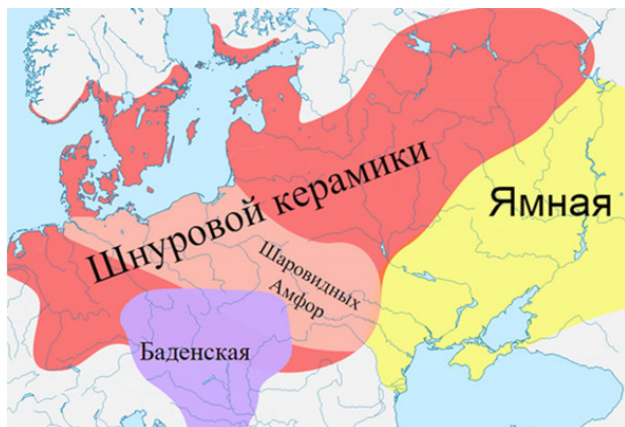 Шнуровой керамики
Ямная
Шаровидных
Амфор
Баденская